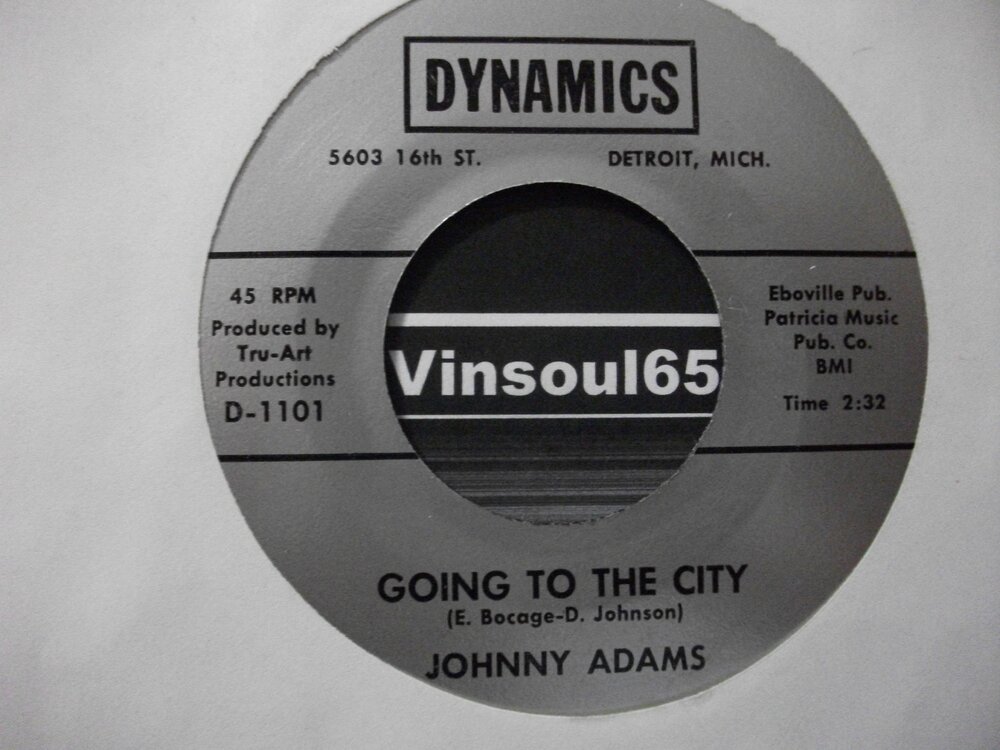 DYNAMICS
5603 16th ST. DETROIT, MICH.
45 RPM
Produced by
Tru-Art
Productions
D-1101
Vinsoul65
Eboville Pub.
Patricia Music
Pub. Co.
BMI
Time 2:32
GOING TO THE CITY
(E. Bocage-D. Johnson)
JOHNNY ADAMS